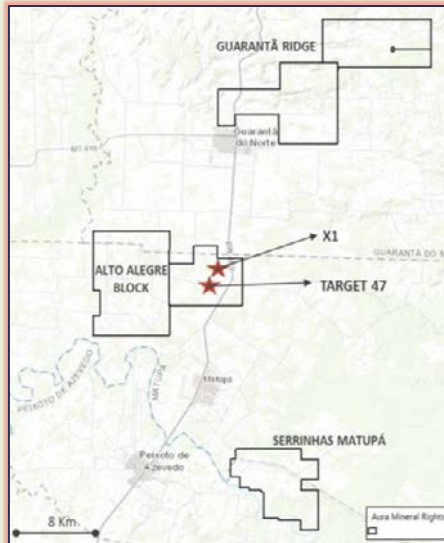 GUARANTÃ RIDGE
Guarantã
do Norte
MT-419
X1
GUARANTÃ DO N
ALTO ALEGRE
BLOCK
TARGET 47
PEIXOTO DE AZEVEDO
MATUPÁ
Matupá
SERRINHAS MATUPÁ
Peixoto de
Azevedo
8 Km
Aura Mineral Rights